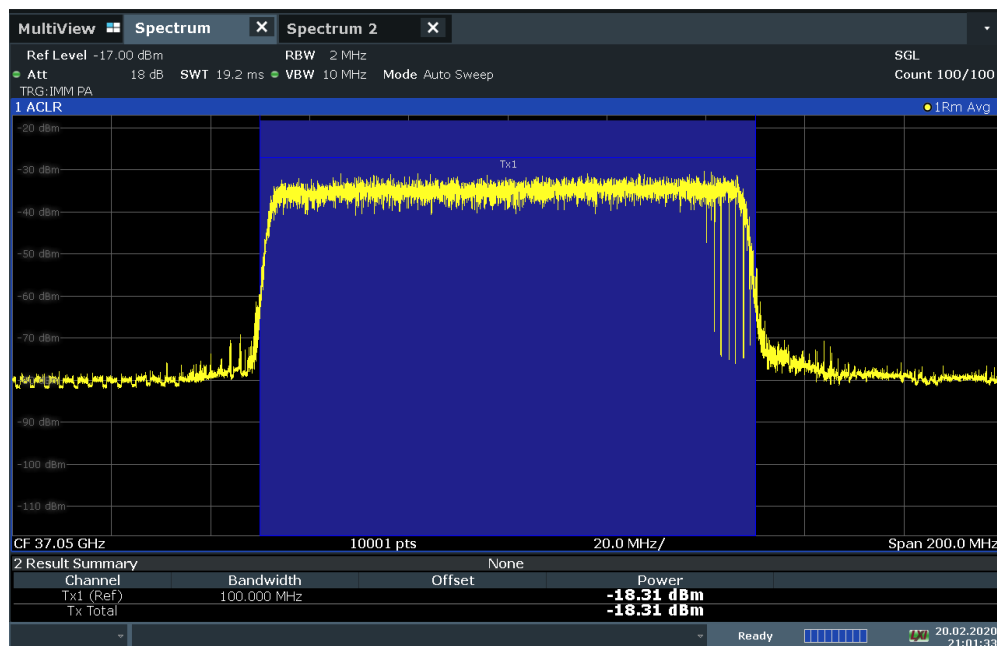 MultiView Spectrum X Spectrum 2 X
Ref Level -17.00 dBm RBW 2 MHz SGL
Att 18 dB SWT 19.2 ms VBW 10 MHz Mode Auto Sweep Count 100/100
TRG:IMM PA
1 ACLR 1Rm Avg
-20 dBm
Tx1
-30 dBm
-40 dBm
-50 dBm
-60 dBm
-70 dBm
-90 dBm
-100 dBm
-110 dBm
CF 37.05 GHz 10001 pts 20.0 MHz/ Span 200.0 MHz
2 Result Summary None
Channel Bandwidth Offset Power
Tx1 (Ref) 100.000 MHz -18.31 dBm
Tx Total -18.31 dBm
Ready LXI 20.02.2020
21:01:33